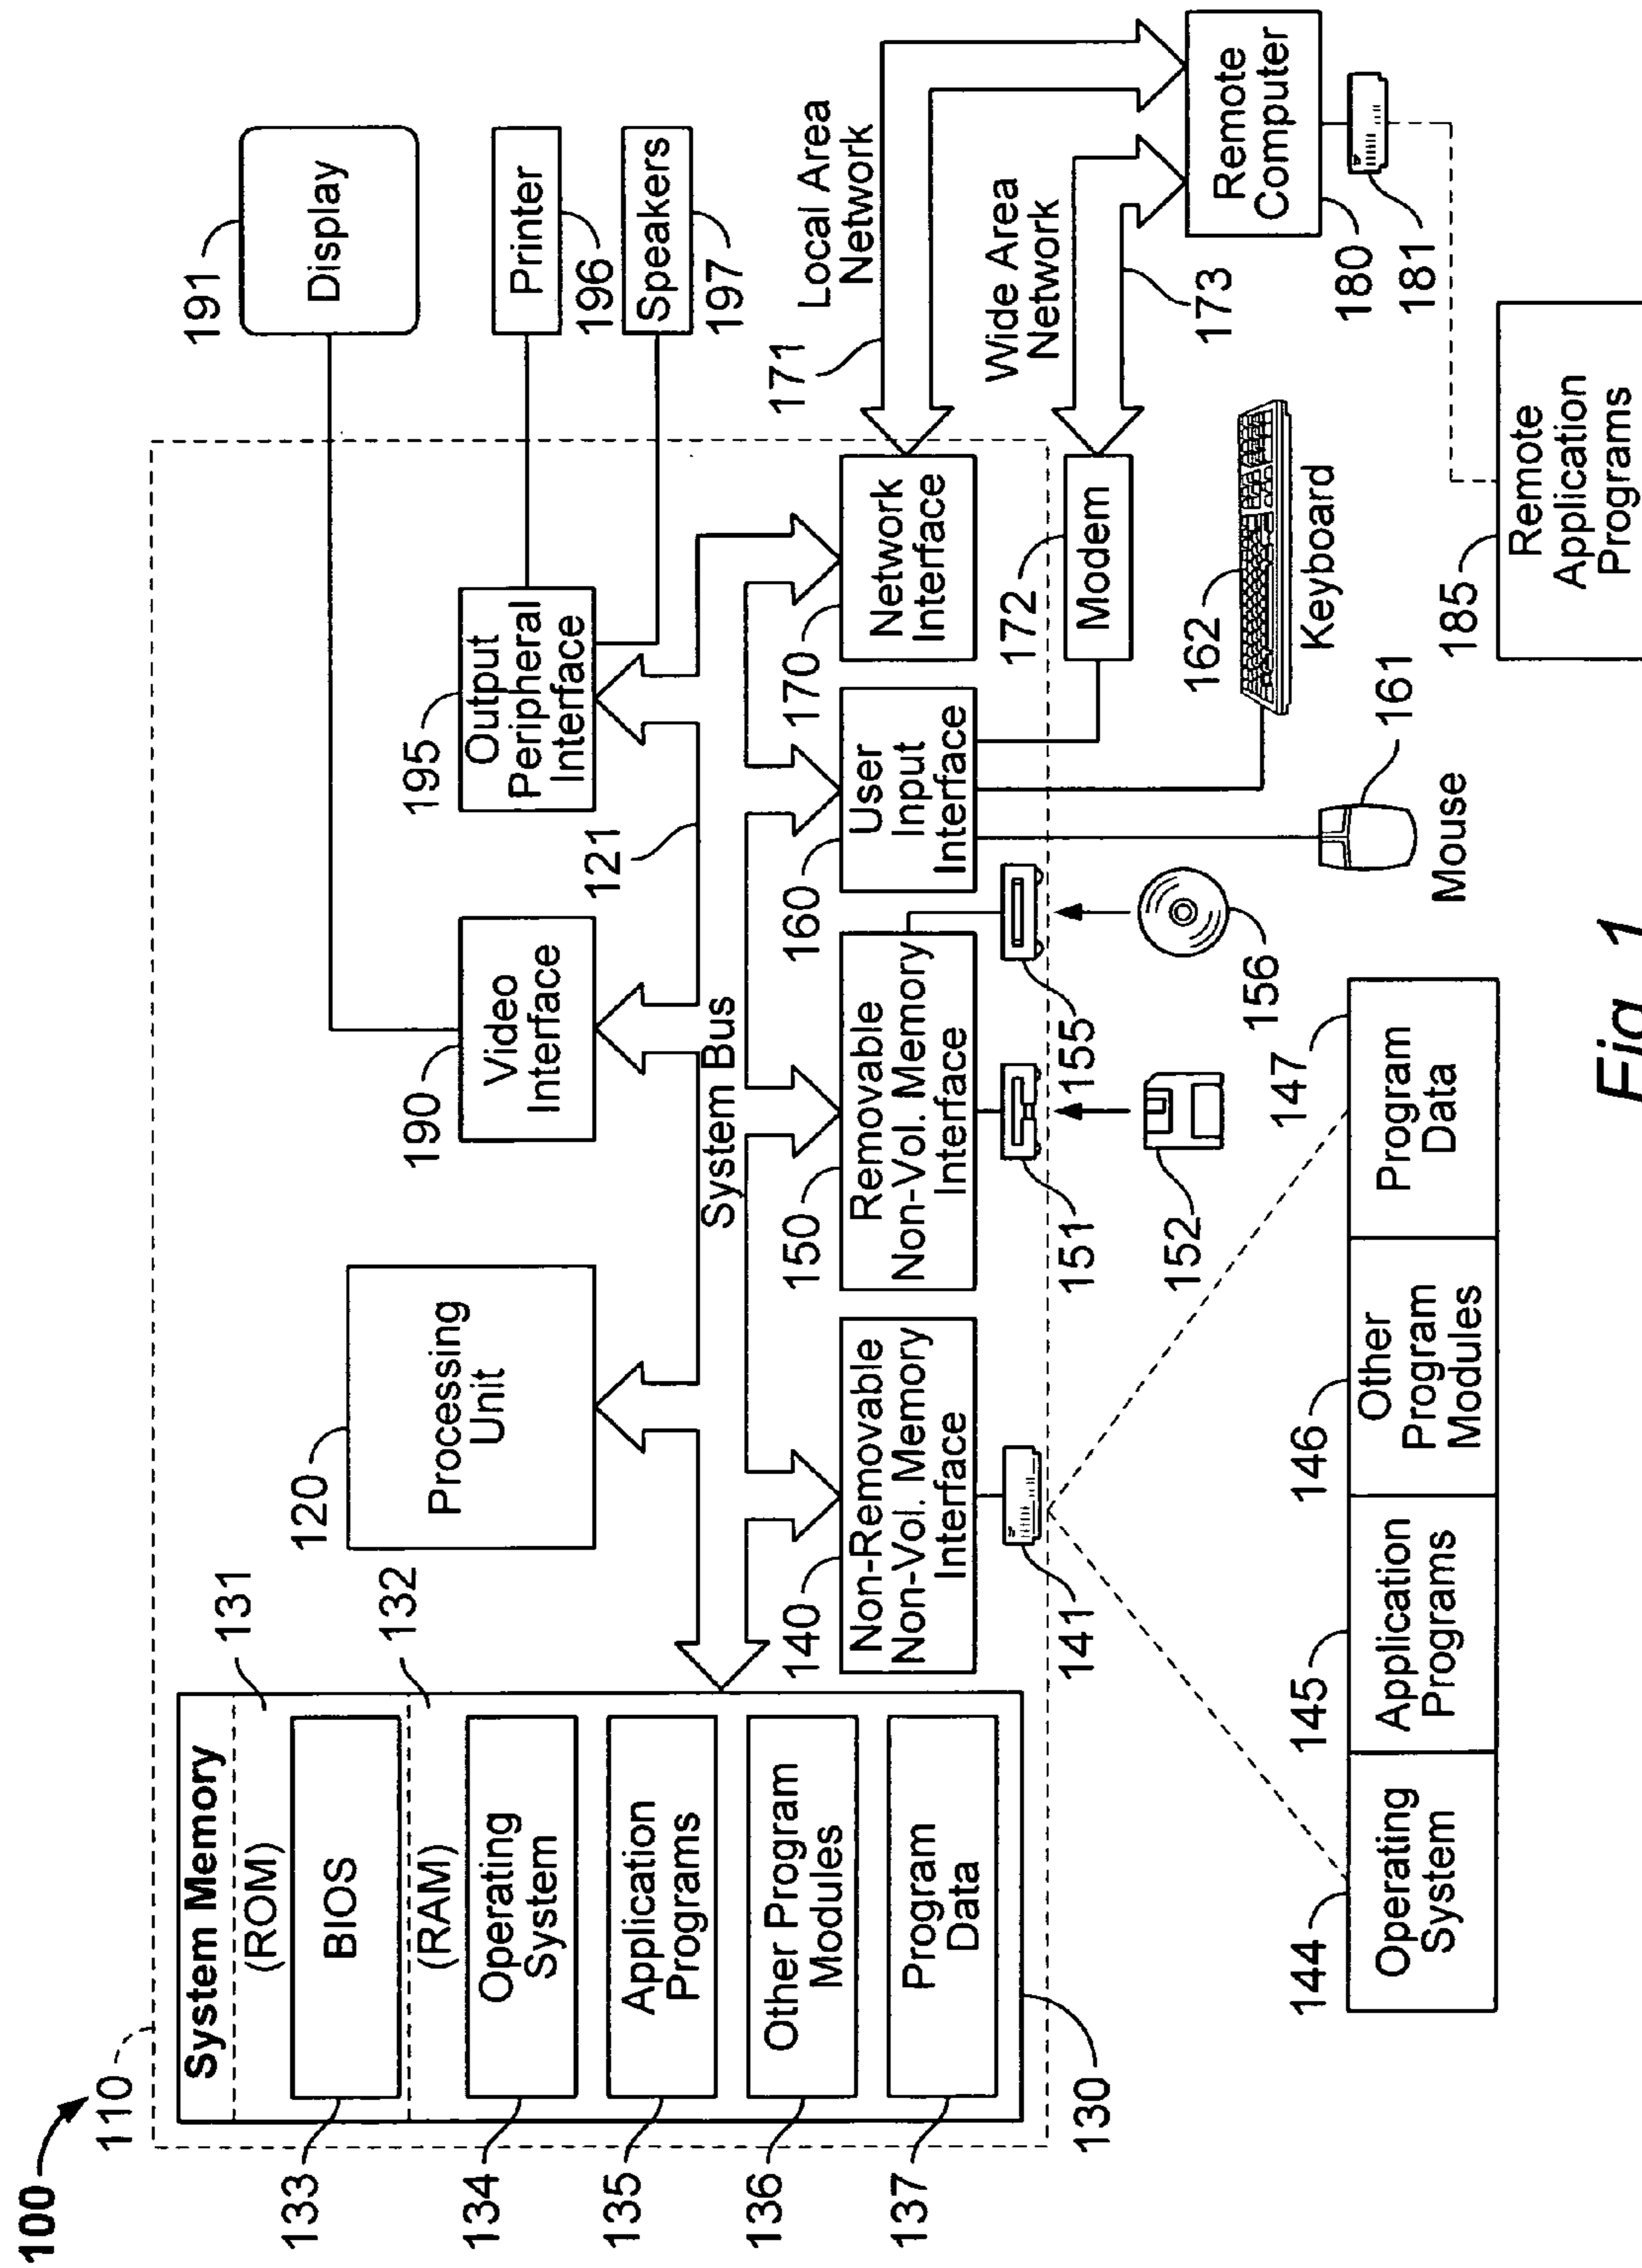 100
110
System Memory
(ROM)
131
BIOS
133
(RAM)
132
Operating
System
134
Application
Programs
135
Other Program
Modules
136
Program
Data
137
130
120
Processing
Unit
190
Video
Interface
195
Output
Peripheral
Interface
191
Display
Printer
196
Speakers
197
121
System Bus
140
Non-Removable
Non-Vol. Memory
Interface
150
Removable
Non-Vol. Memory
Interface
160
User
Input
Interface
170
Network
Interface
171
Local Area
Network
172
Modem
Wide Area
Network
173
Remote
Computer
180
181
141
151
155
152
156
162
Keyboard
161
Mouse
185
Remote
Application
Programs
144
Operating
System
145
Application
Programs
146
Other
Program
Modules
147
Program
Data
Fig. 1